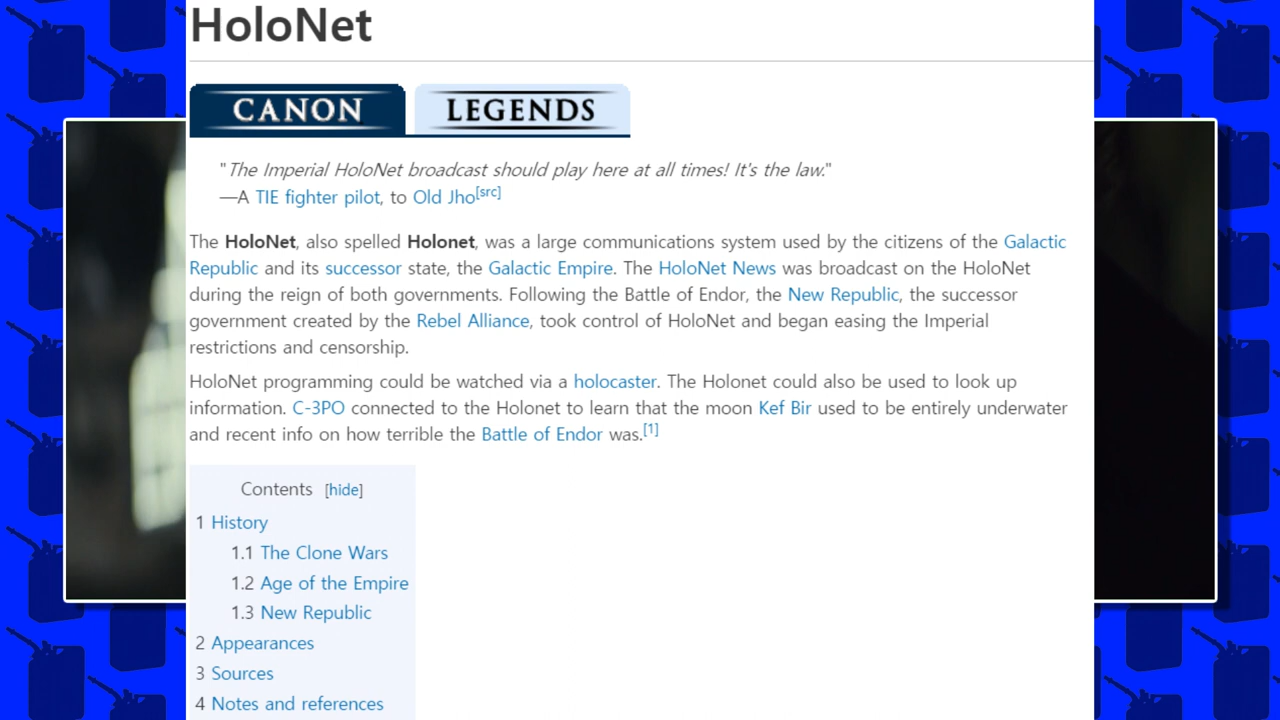 HoloNet
CANON
LEGENDS
"The Imperial HoloNet broadcast should play here at all times! It's the law."
—A TIE fighter pilot, to Old Jho[src]
The HoloNet, also spelled Holonet, was a large communications system used by the citizens of the Galactic
Republic and its successor state, the Galactic Empire. The HoloNet News was broadcast on the HoloNet
during the reign of both governments. Following the Battle of Endor, the New Republic, the successor
government created by the Rebel Alliance, took control of HoloNet and began easing the Imperial
restrictions and censorship.
HoloNet programming could be watched via a holocaster. The Holonet could also be used to look up
information. C-3PO connected to the Holonet to learn that the moon Kef Bir used to be entirely underwater
and recent info on how terrible the Battle of Endor was.[1]
Contents [hide]
1 History
1.1 The Clone Wars
1.2 Age of the Empire
1.3 New Republic
2 Appearances
3 Sources
4 Notes and references